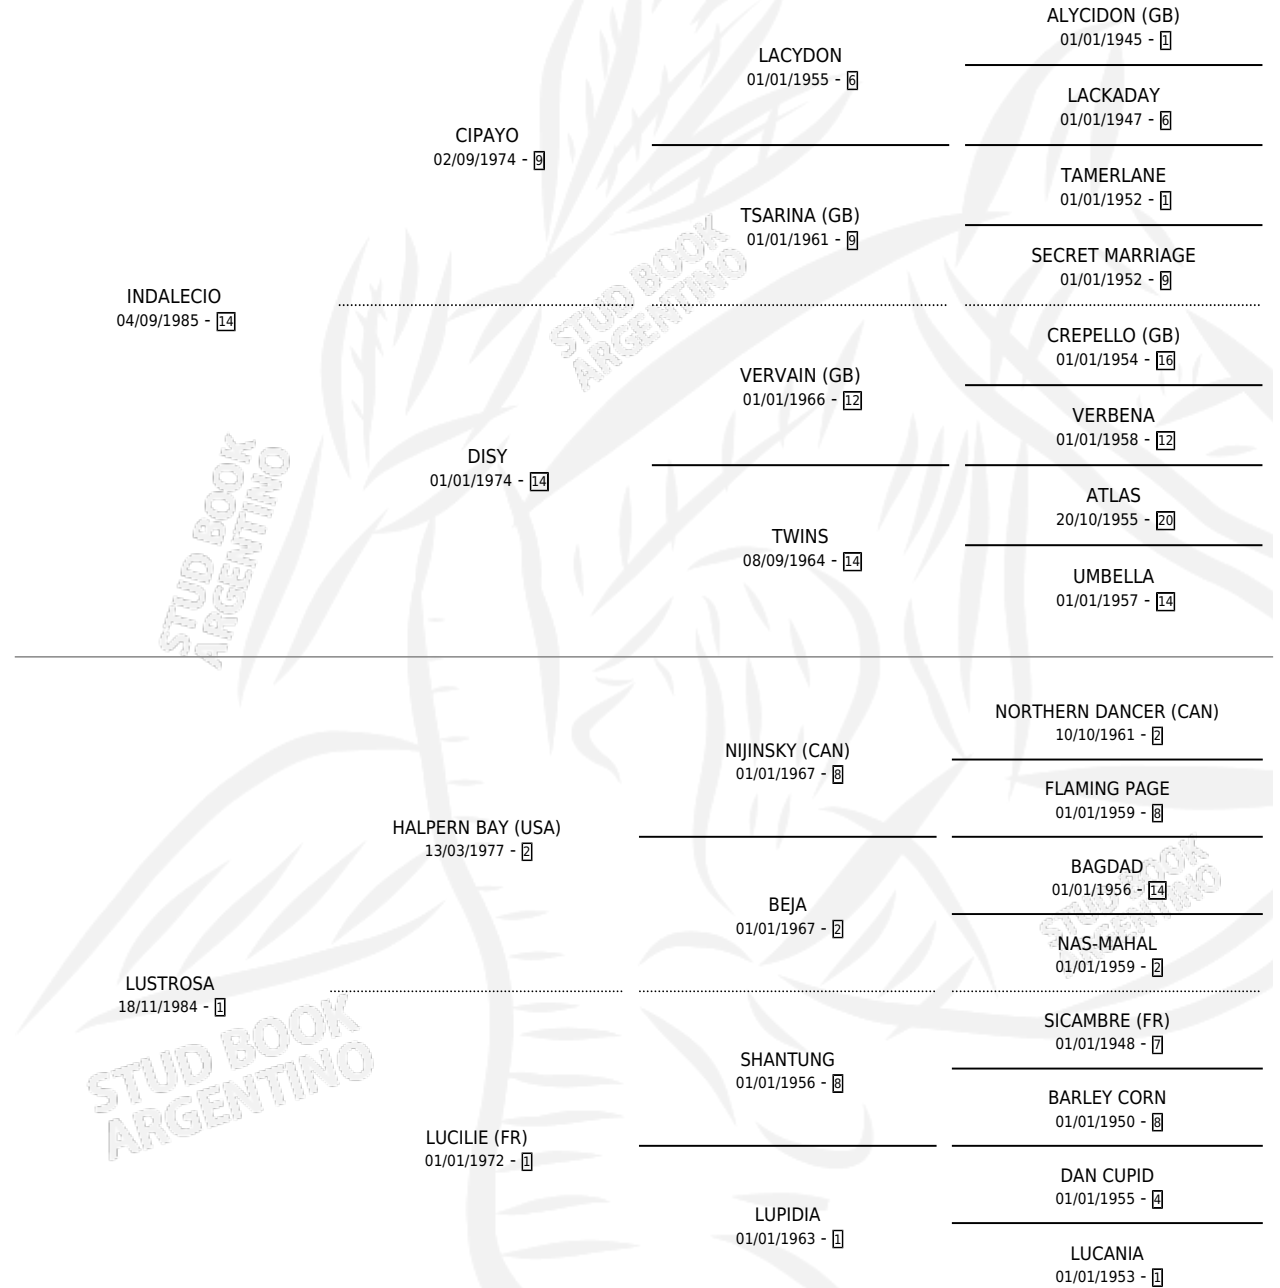 ALYCIDON (GB)
01/01/1945 - 1
LACYDON
01/01/1955 - 6
LACKADAY
01/01/1947 - 6
CIPAYO
02/09/1974 - 9
TAMERLANE
01/01/1952 - 1
TSARINA (GB)
01/01/1961 - 9
SECRET MARRIAGE
01/01/1952 - 9
INDALECIO
04/09/1985 - 14
STUD BOOK
ARGENTINO
CREPELLO (GB)
01/01/1954 - 16
VERVAIN (GB)
01/01/1966 - 12
VERBENA
01/01/1958 - 12
DISY
01/01/1974 - 14
ATLAS
20/10/1955 - 20
TWINS
08/09/1964 - 14
UMBELLA
01/01/1957 - 14
STUD BOOK
ARGENTINO
NORTHERN DANCER (CAN)
10/10/1961 - 2
NIJINSKY (CAN)
01/01/1967 - 8
FLAMING PAGE
01/01/1959 - 8
HALPERN BAY (USA)
13/03/1977 - 2
BAGDAD
01/01/1956 - 14
BEJA
01/01/1967 - 2
STUD BOOK
ARGENTINO
NAS-MAHAL
01/01/1959 - 2
LUSTROSA
18/11/1984 - 1
SICAMBRE (FR)
01/01/1948 - 7
SHANTUNG
01/01/1956 - 8
BARLEY CORN
01/01/1950 - 8
STUD BOOK
ARGENTINO
LUCILIE (FR)
01/01/1972 - 1
DAN CUPID
01/01/1955 - 4
LUPIDIA
01/01/1963 - 1
LUCANIA
01/01/1953 - 1